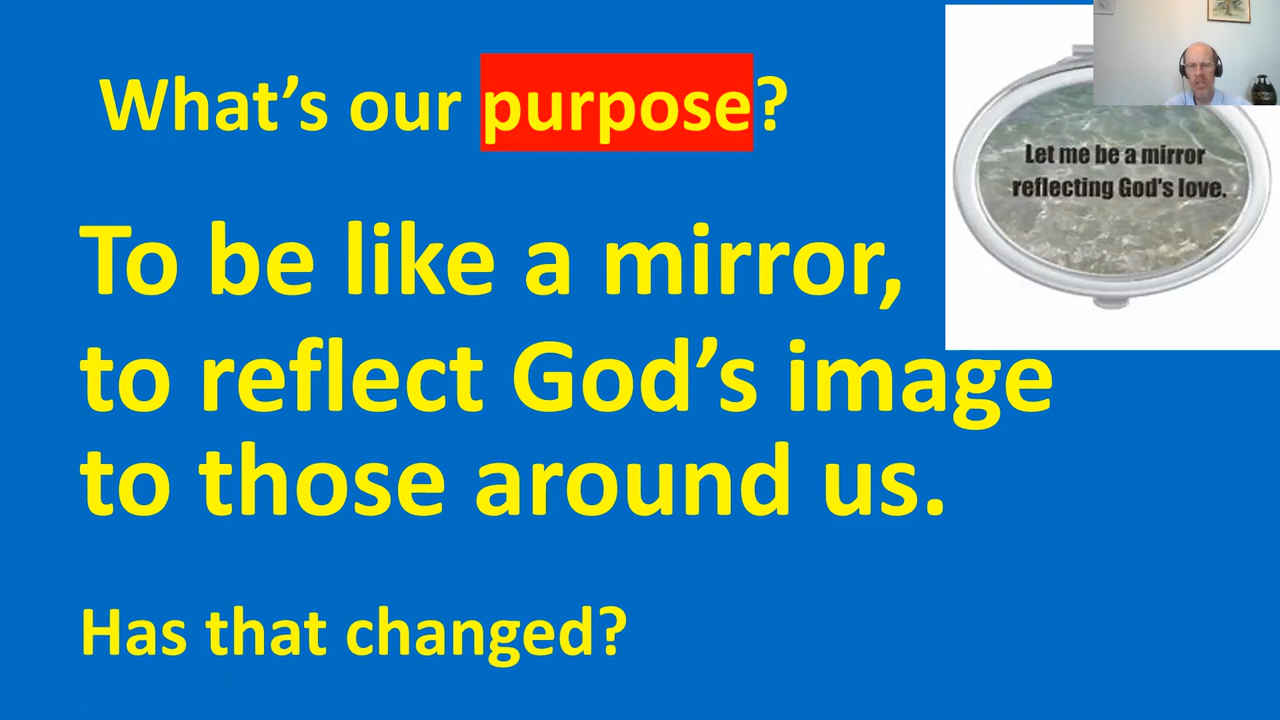 What's our purpose?
Let me be a mirror
reflecting God's love.
To be like a mirror,
to reflect God's image
to those around us.
Has that changed?